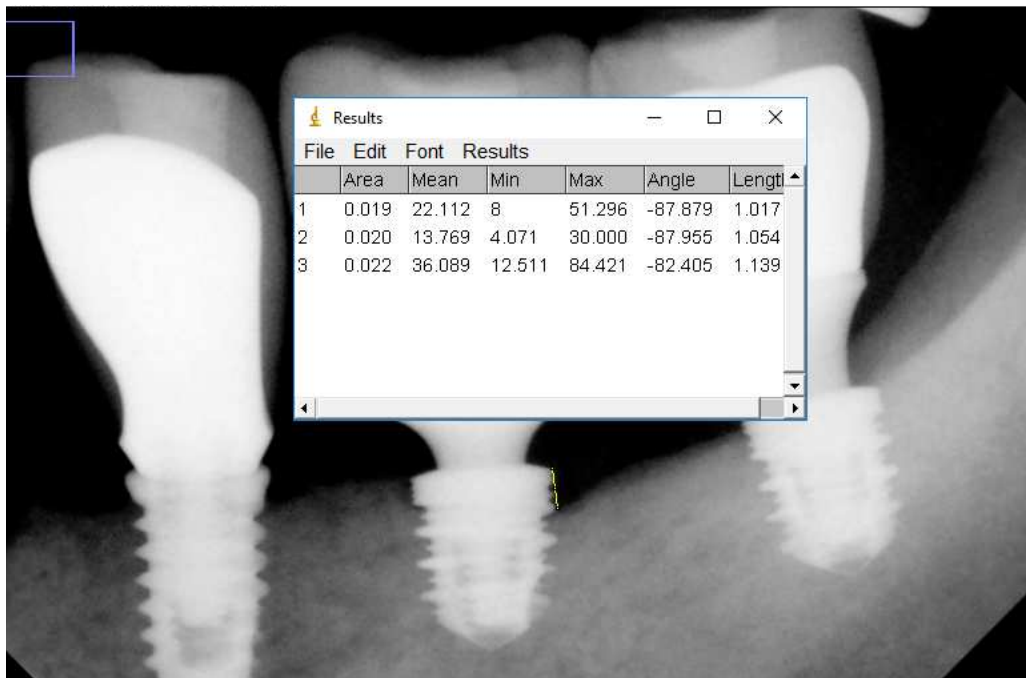 Results
File Edit Font Results
Area Mean Min Max Angle Lengtl
1 0.019 22.112 8 51.296 -87.879 1.017
2 0.020 13.769 4.071 30.000 -87.955 1.054
3 0.022 36.089 12.511 84.421 -82.405 1.139